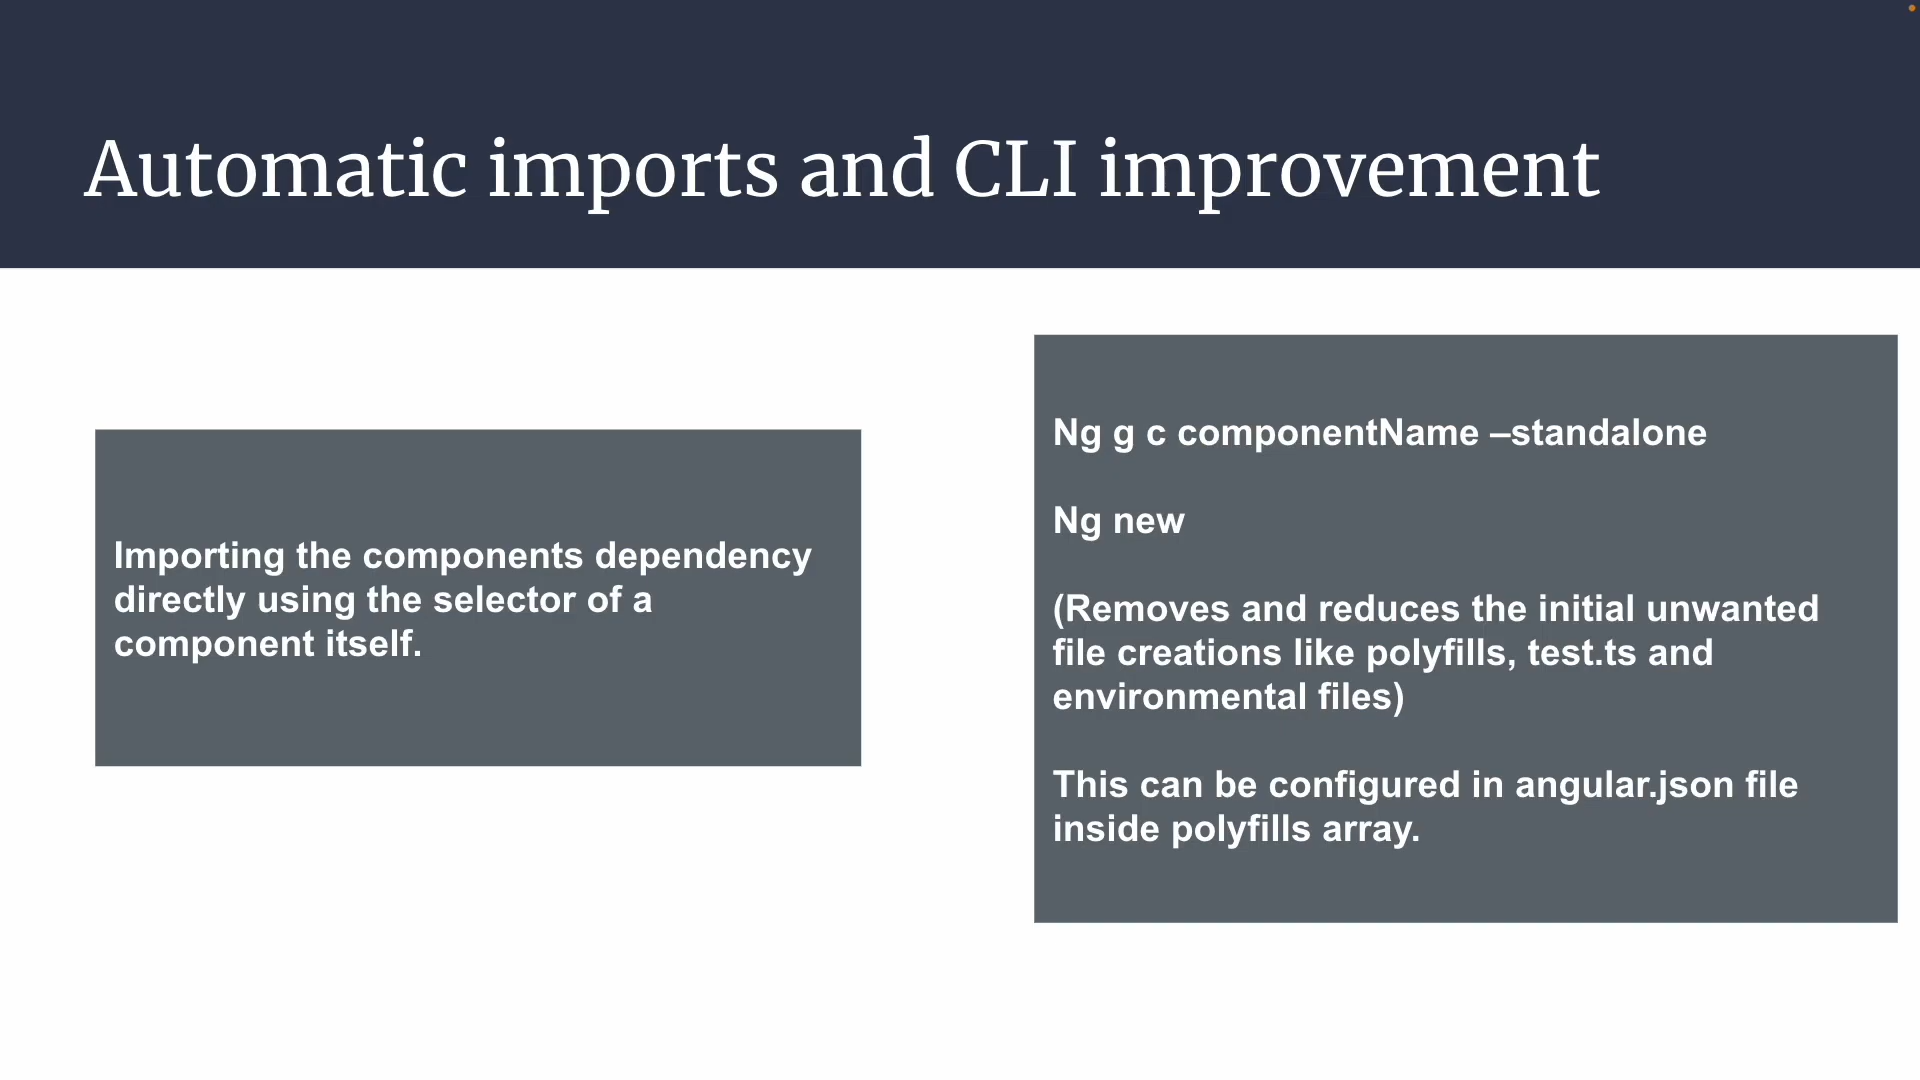 Automatic imports and CLI improvement
Importing the components dependency
directly using the selector of a
component itself.
Ng g c componentName –standalone
Ng new
(Removes and reduces the initial unwanted
file creations like polyfills, test.ts and
environmental files)
This can be configured in angular.json file
inside polyfills array.